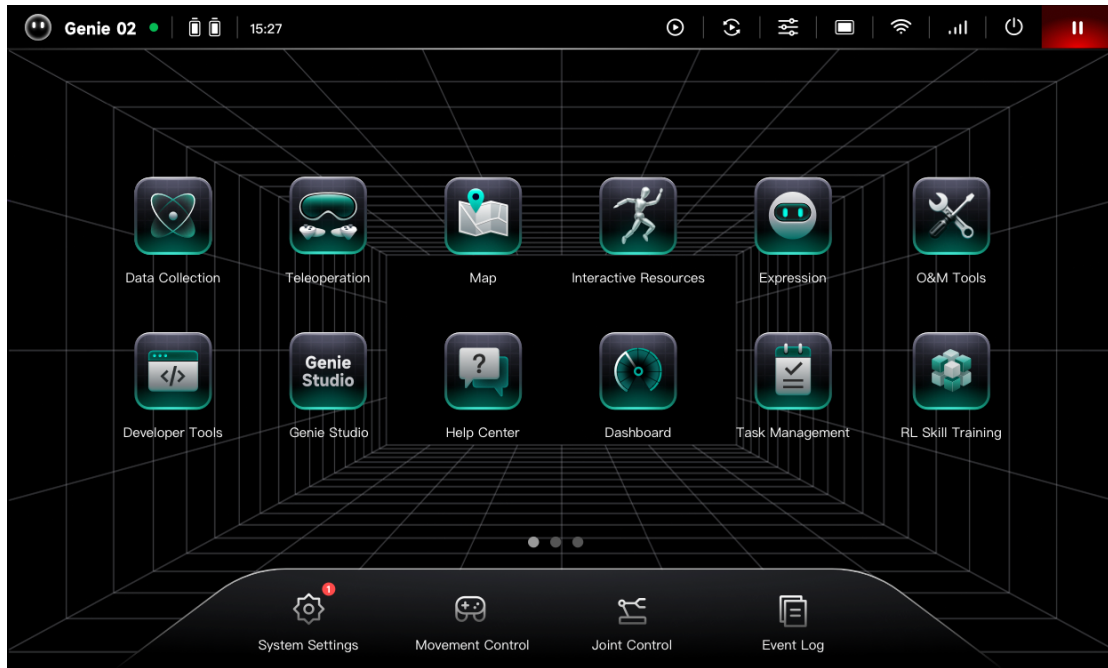 Genie 02
15:27
Data Collection
Teleoperation
Map
Interactive Resources
Expression
O&M Tools
</>
Genie
Studio
?
Developer Tools
Genie Studio
Help Center
Dashboard
Task Management
RL Skill Training
1
System Settings
Movement Control
Joint Control
Event Log